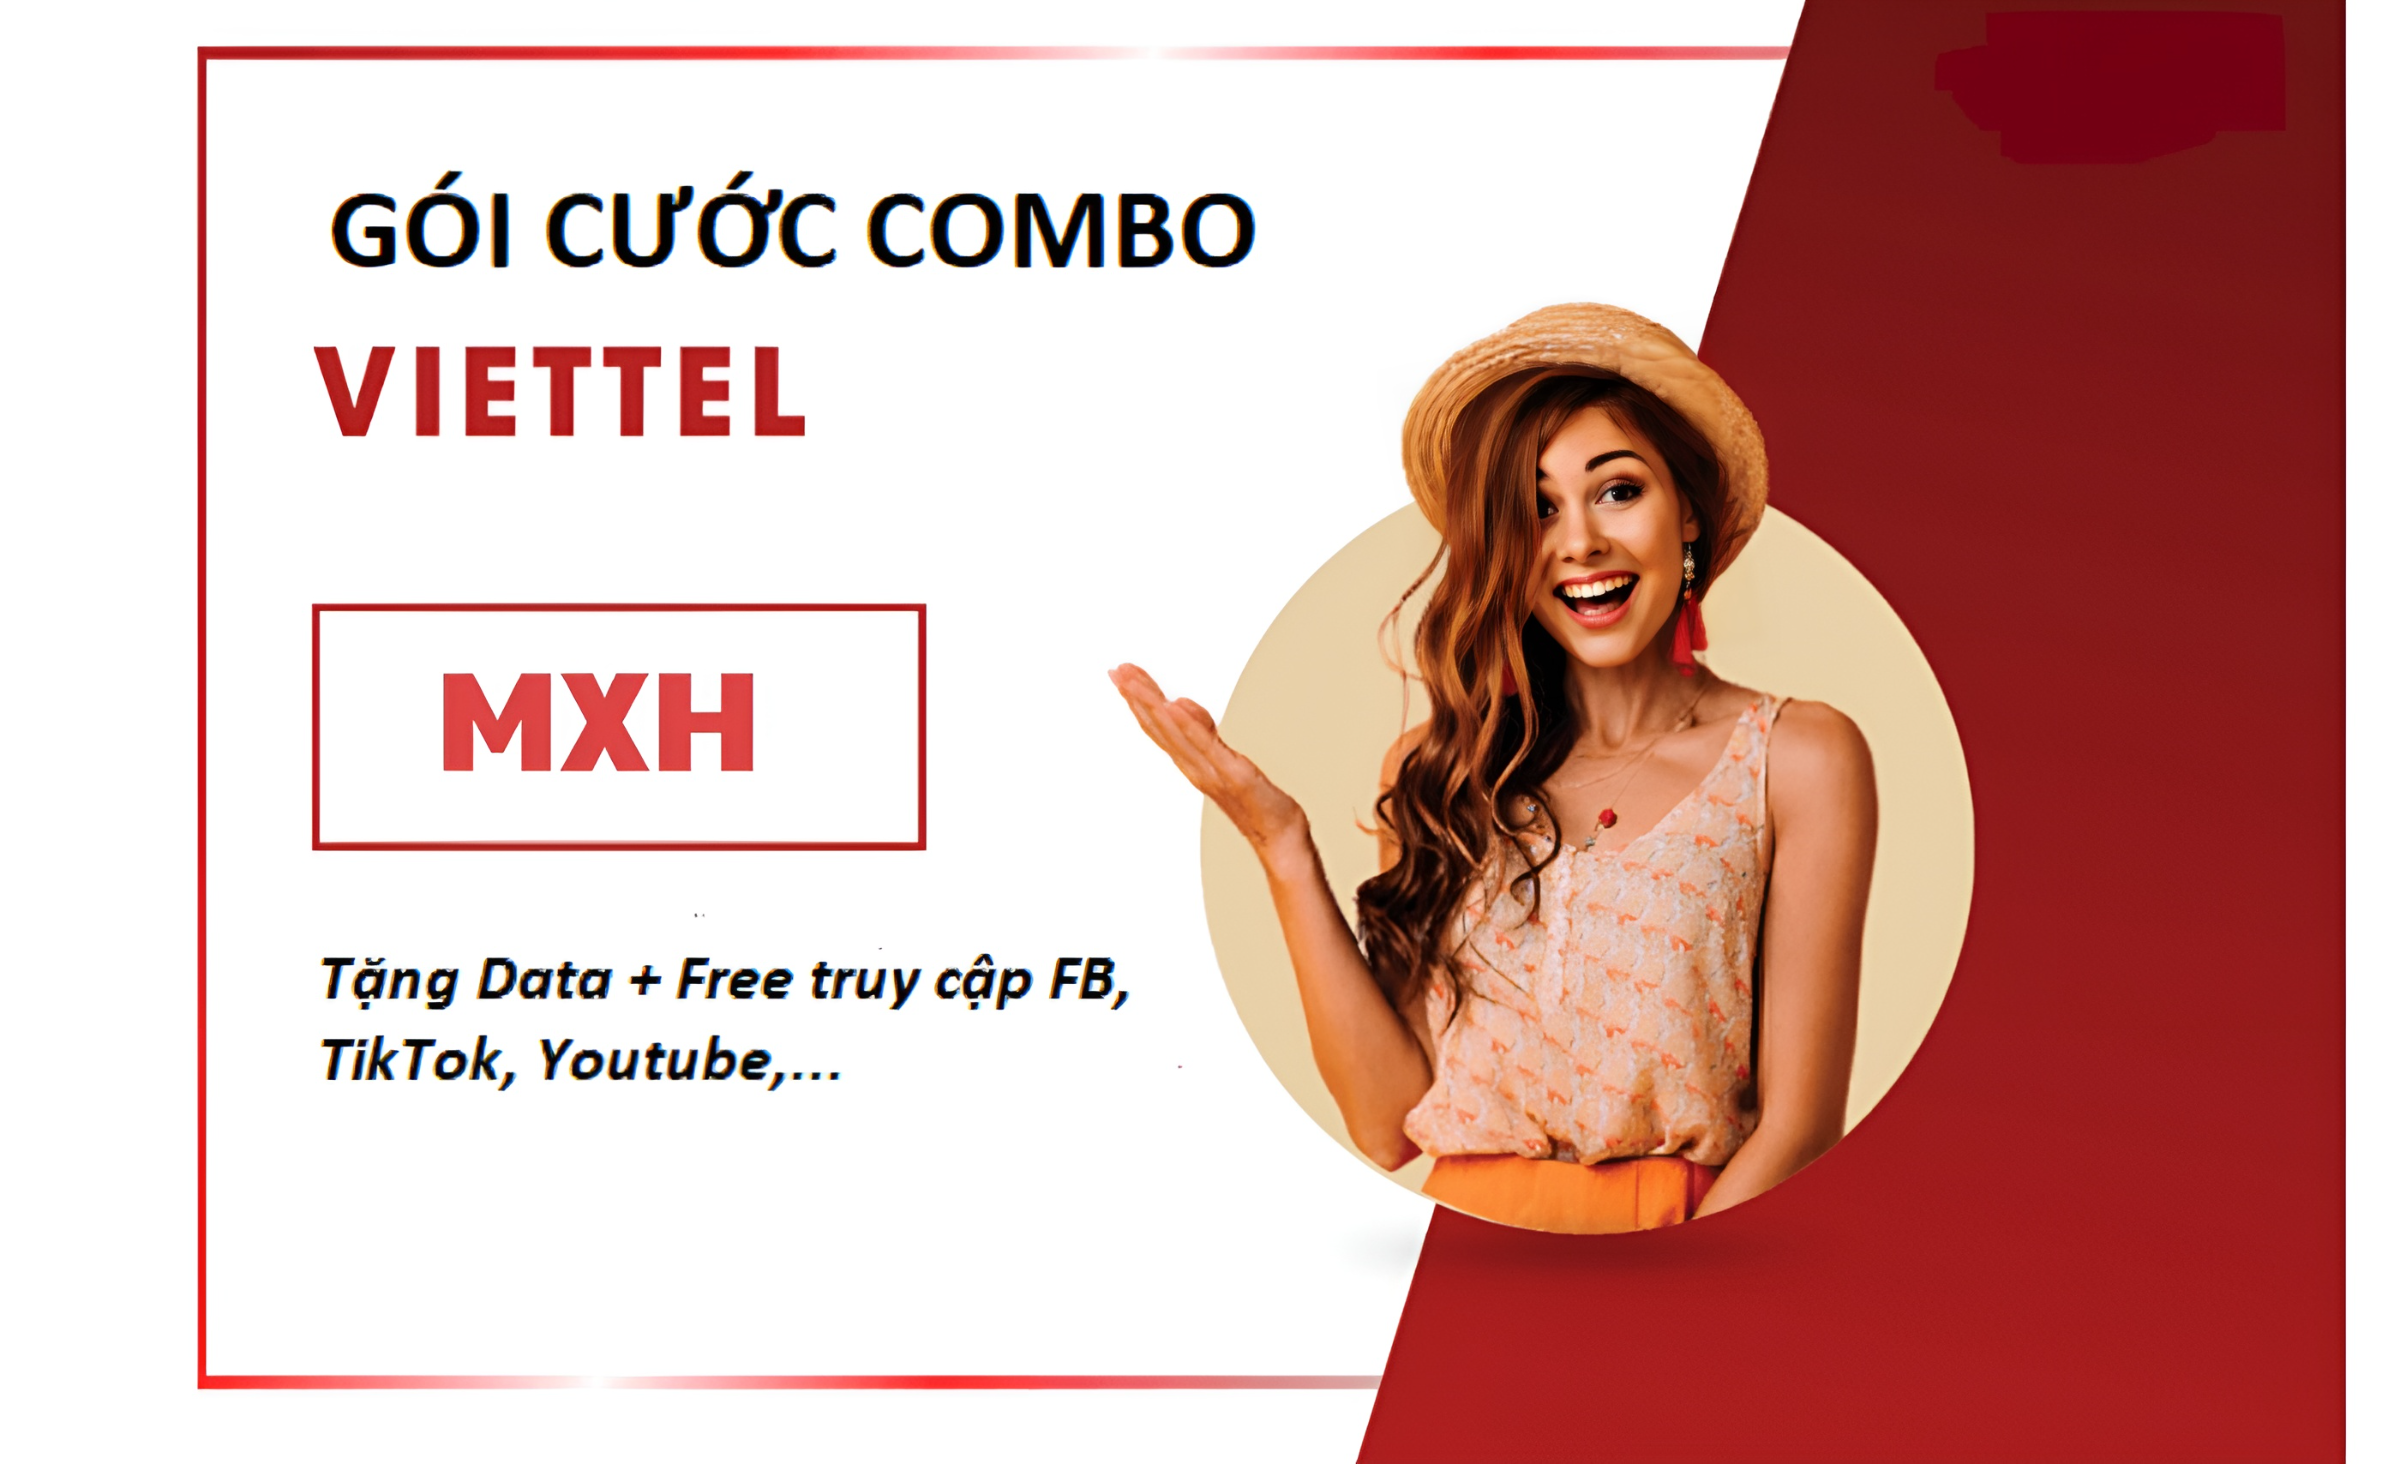 GÓI CƯỚC COMBO
VIETTEL
MXH
Tặng Data + Free truy cập FB,
TikTok, Youtube,...